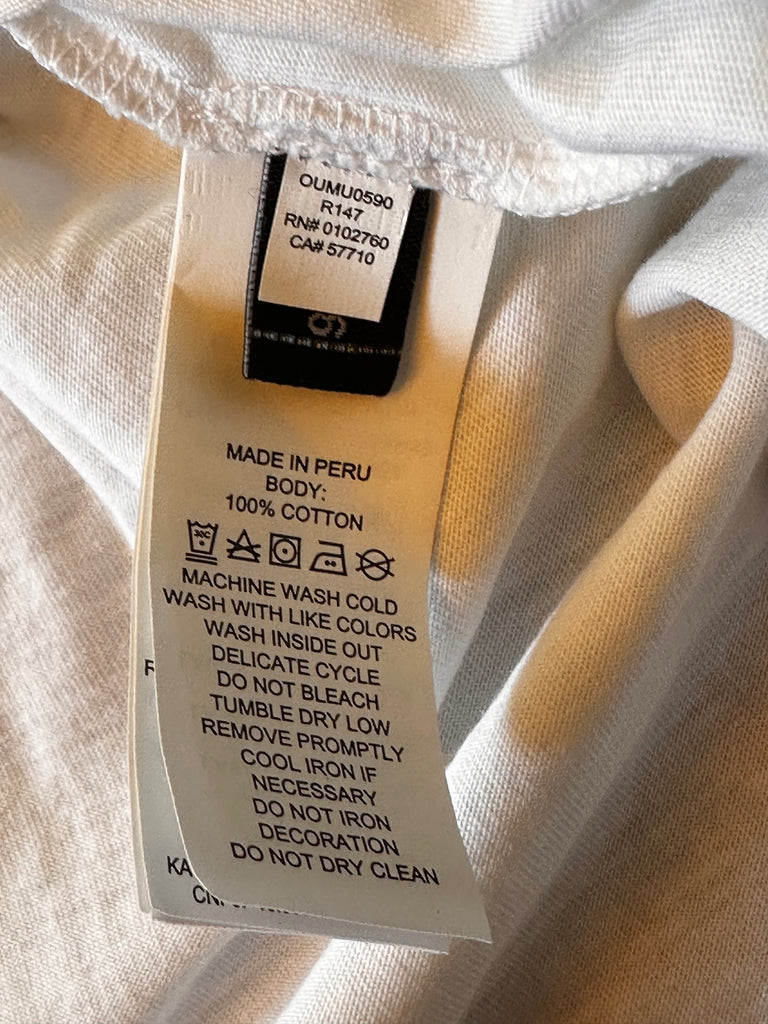 OUMU0590
R147
RN# 0102760
CA# 57710
MADE IN PERU
BODY:
100% COTTON
30C
MACHINE WASH COLD
WASH WITH LIKE COLORS
WASH INSIDE OUT
DELICATE CYCLE
DO NOT BLEACH
TUMBLE DRY LOW
REMOVE PROMPTLY
COOL IRON IF
NECESSARY
DO NOT IRON
DECORATION
DO NOT DRY CLEAN
KA